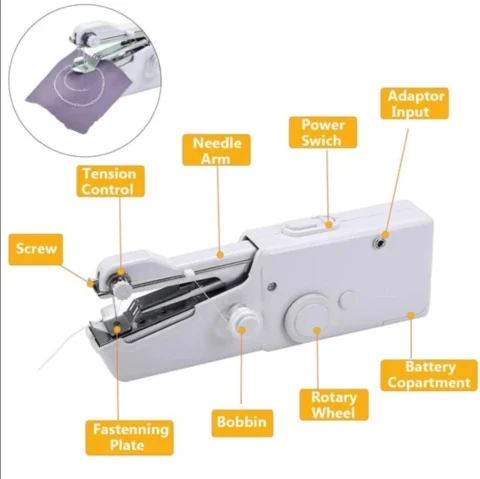 Adaptor
Input
Power
Swich
Needle
Arm
Tension
Control
Screw
Battery
Copartment
Rotary
Wheel
Bobbin
Fastenning
Plate